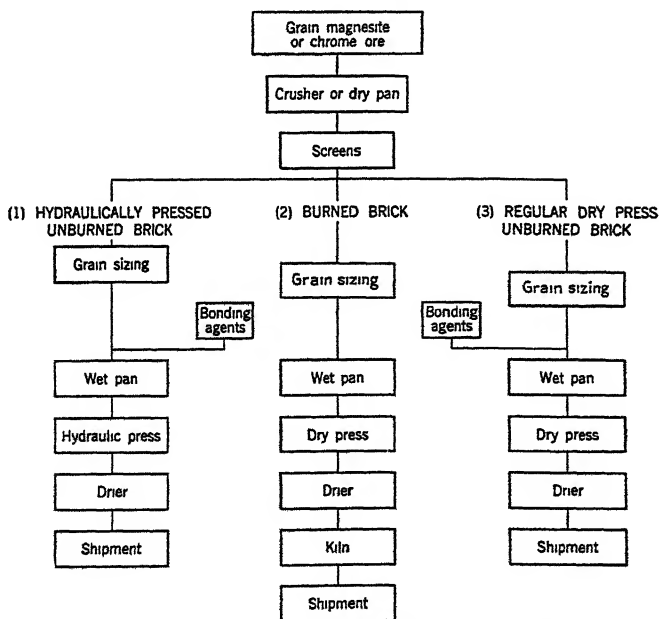 Grain magnesite
or chrome ore
Crusher or dry pan
Screens
(1) HYDRAULICALLY PRESSED
UNBURNED BRICK
(2) BURNED BRICK
(3) REGULAR DRY PRESS
UNBURNED BRICK
Grain sizing
Grain sizing
Grain sizing
Bonding
agents
Bonding
agents
Wet pan
Wet pan
Wet pan
Hydraulic press
Dry press
Dry press
Drier
Drier
Drier
Shipment
Kiln
Shipment
Shipment